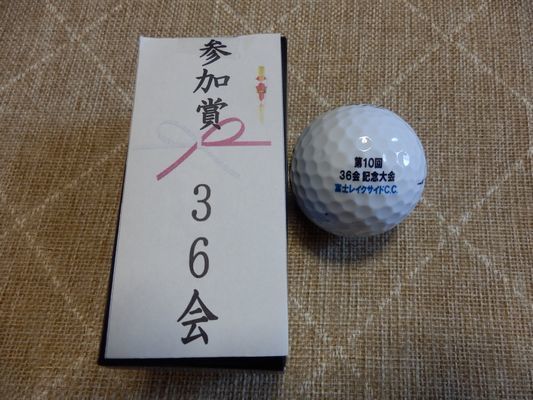 参加賞
36会
第10回
36会 記念大会
富士レイクサイドC.C.